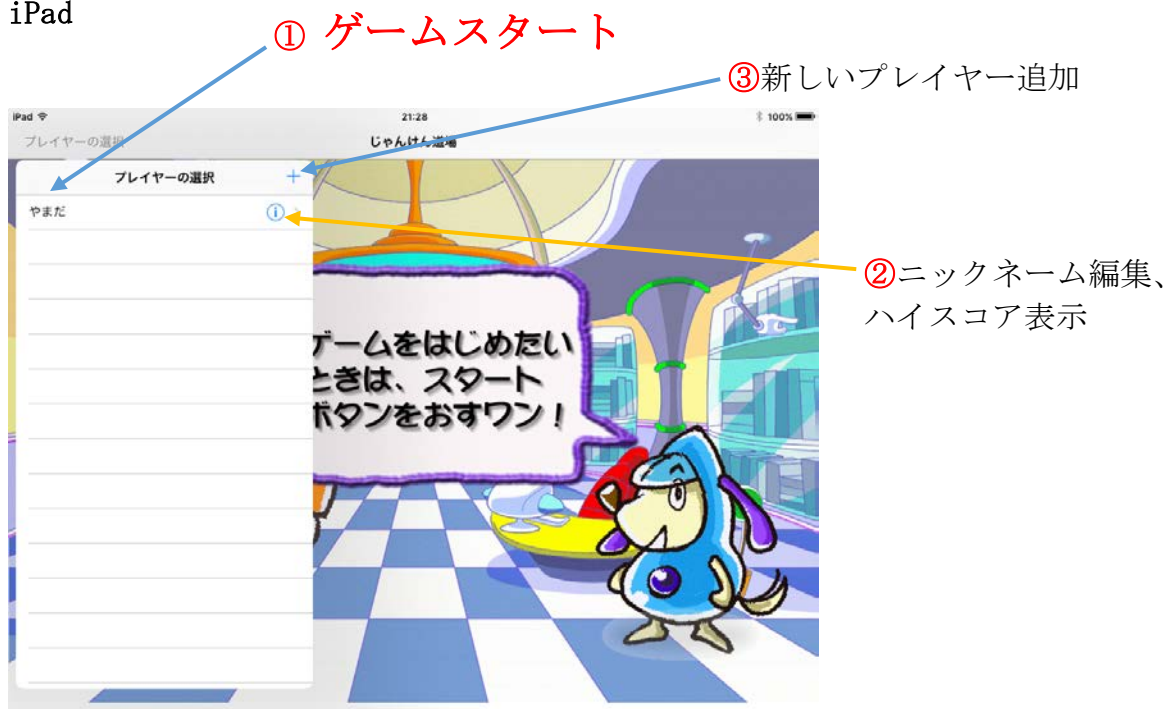 iPad
① ゲームスタート
③新しいプレイヤー追加
iPad 21:28 100%
プレイヤーの選択 じゃんけん道場
プレイヤーの選択 +
やまだ
②ニックネーム編集、
ハイスコア表示
ゲームをはじめたい
ときは、スタート
ボタンをおすワン！